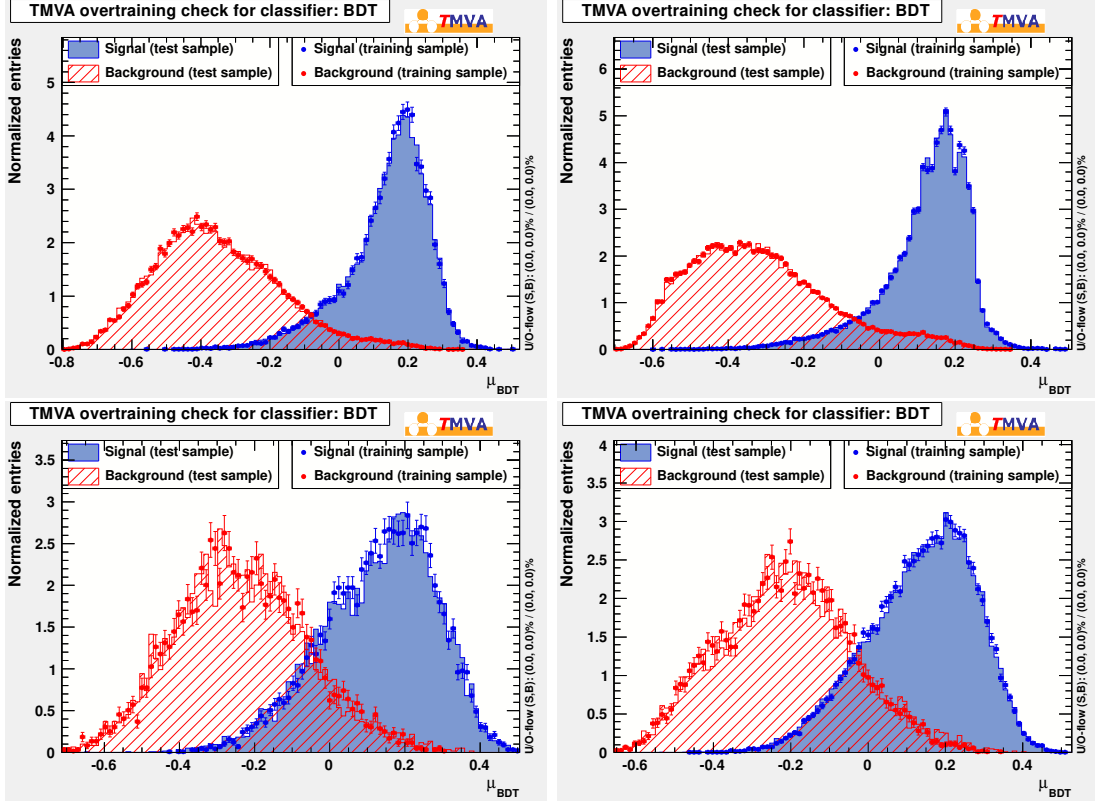 TMVA overtraining check for classifier: BDT
TMVA
Normalized entries
Signal (test sample)
Background (test sample)
Signal (training sample)
Background (training sample)
5
4
3
2
1
0
-0.8 -0.6 -0.4 -0.2 0 0.2 0.4
μBDT
U/O-flow (S,B): (0.0, 0.0)% / (0.0, 0.0)%
TMVA overtraining check for classifier: BDT
TMVA
Normalized entries
Signal (test sample)
Background (test sample)
Signal (training sample)
Background (training sample)
6
5
4
3
2
1
0
-0.6 -0.4 -0.2 0 0.2 0.4
μBDT
U/O-flow (S,B): (0.0, 0.0)% / (0.0, 0.0)%
TMVA overtraining check for classifier: BDT
TMVA
Normalized entries
Signal (test sample)
Background (test sample)
Signal (training sample)
Background (training sample)
3.5
3
2.5
2
1.5
1
0.5
0
-0.6 -0.4 -0.2 0 0.2 0.4
μBDT
U/O-flow (S,B): (0.0, 0.0)% / (0.0, 0.0)%
TMVA overtraining check for classifier: BDT
TMVA
Normalized entries
Signal (test sample)
Background (test sample)
Signal (training sample)
Background (training sample)
4
3.5
3
2.5
2
1.5
1
0.5
0
-0.6 -0.4 -0.2 0 0.2 0.4
μBDT
U/O-flow (S,B): (0.0, 0.0)% / (0.0, 0.0)%